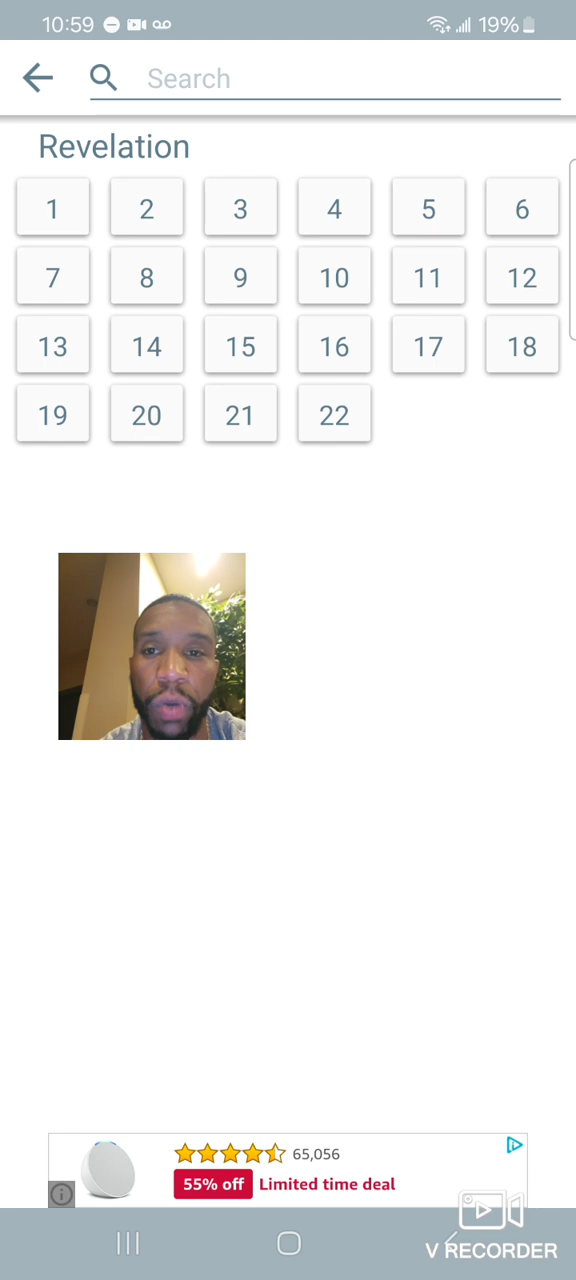 10:59 19%
Search
Revelation
1 2 3 4 5 6
7 8 9 10 11 12
13 14 15 16 17 18
19 20 21 22
65,056
55% off Limited time deal
V RECORDER